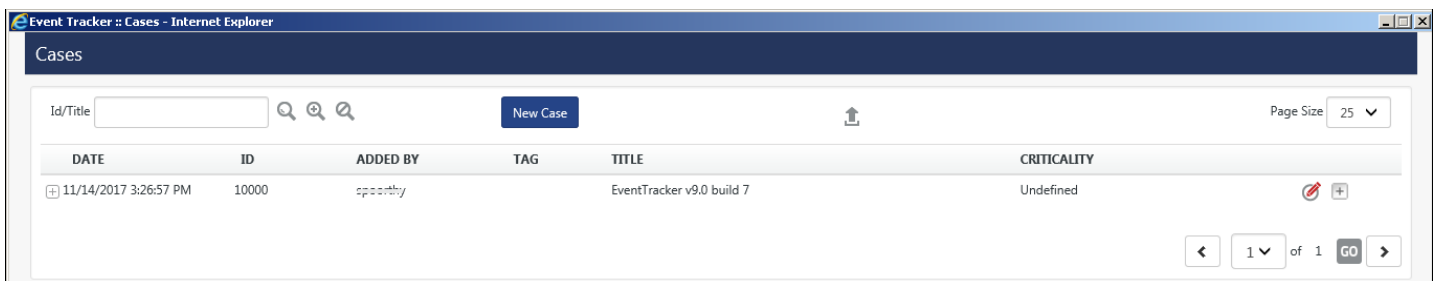 Event Tracker :: Cases - Internet Explorer
Cases
Id/Title New Case Page Size 25
DATE ID ADDED BY TAG TITLE CRITICALITY
11/14/2017 3:26:57 PM 10000 EventTracker v9.0 build 7 Undefined
1 of 1 GO